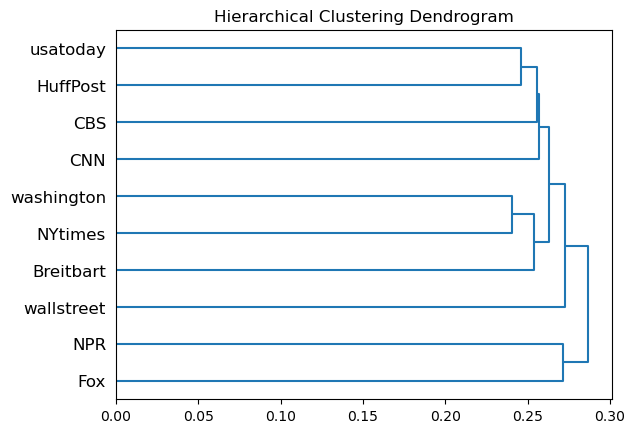 Hierarchical Clustering Dendrogram
usatoday
HuffPost
CBS
CNN
washington
NYtimes
Breitbart
wallstreet
NPR
Fox
0.00 0.05 0.10 0.15 0.20 0.25 0.30